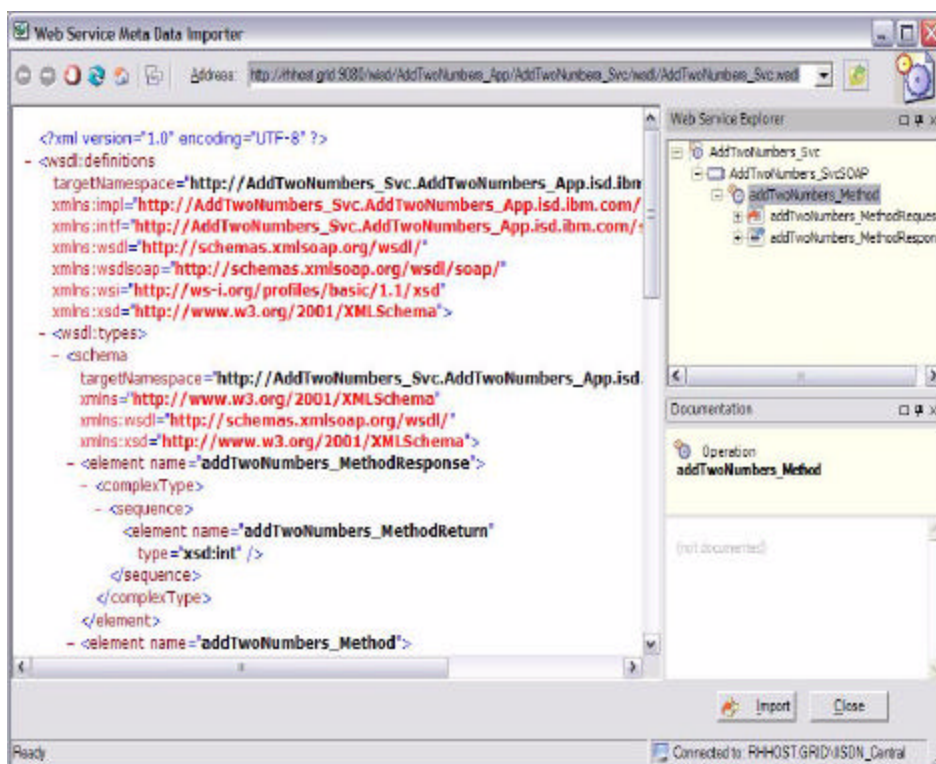 Web Service Meta Data Importer
Address: http://rhhost.grid:9080/wisd/AddTwoNumbers_App/AddTwoNumbers_Svc/wsdl/AddTwoNumbers_Svc.wsdl
<?xml version="1.0" encoding="UTF-8" ?>
- <wsdl:definitions
targetNamespace="http://AddTwoNumbers_Svc.AddTwoNumbers_App.isd.ibm
xmlns:impl="http://AddTwoNumbers_Svc.AddTwoNumbers_App.isd.ibm.com/
xmlns:intf="http://AddTwoNumbers_Svc.AddTwoNumbers_App.isd.ibm.com/
xmlns:wsdl="http://schemas.xmlsoap.org/wsdl/"
xmlns:wsdlsoap="http://schemas.xmlsoap.org/wsdl/soap/"
xmlns:wsi="http://ws-i.org/profiles/basic/1.1/xsd"
xmlns:xsd="http://www.w3.org/2001/XMLSchema">
- <wsdl:types>
- <schema
targetNamespace="http://AddTwoNumbers_Svc.AddTwoNumbers_App.isd.
xmlns="http://www.w3.org/2001/XMLSchema"
xmlns:wsdl="http://schemas.xmlsoap.org/wsdl/"
xmlns:xsd="http://www.w3.org/2001/XMLSchema">
- <element name="addTwoNumbers_MethodResponse">
- <complexType>
- <sequence>
<element name="addTwoNumbers_MethodReturn"
type="xsd:int" />
</sequence>
</complexType>
</element>
- <element name="addTwoNumbers_Method">
Web Service Explorer
AddTwoNumbers_Svc
AddTwoNumbers_SvcSOAP
addTwoNumbers_Method
addTwoNumbers_MethodReques
addTwoNumbers_MethodRespon
Documentation
Operation
addTwoNumbers_Method
(not documented)
Import
Close
Ready
Connected to: RHHOST.GRID\IISDN_Central